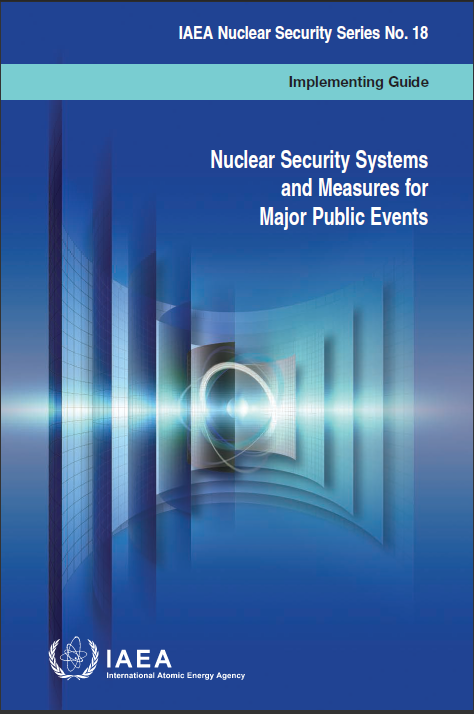 IAEA Nuclear Security Series No. 18
Implementing Guide
Nuclear Security Systems
and Measures for
Major Public Events
IAEA
International Atomic Energy Agency